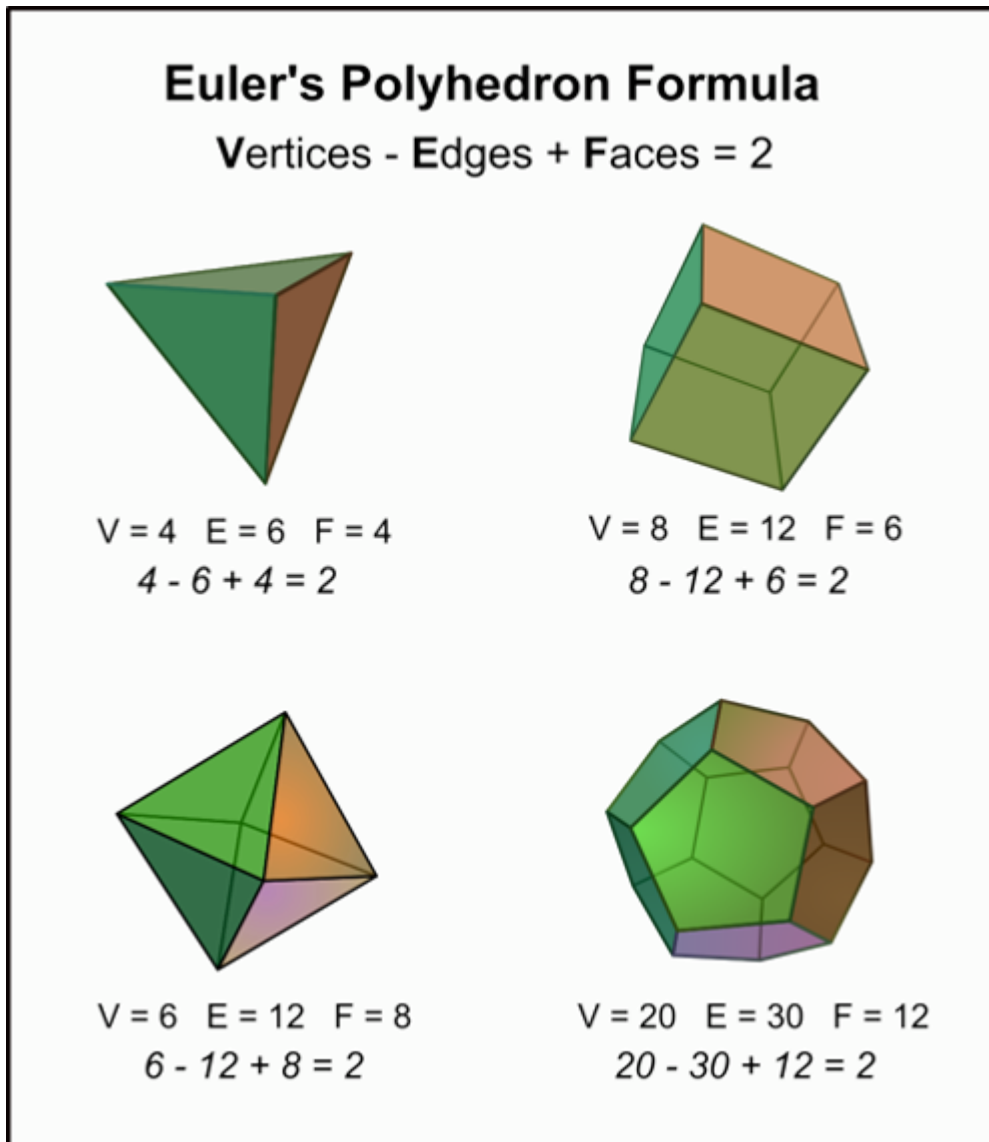 Euler's Polyhedron Formula
Vertices - Edges + Faces = 2
V = 4 E = 6 F = 4
4 - 6 + 4 = 2
V = 8 E = 12 F = 6
8 - 12 + 6 = 2
V = 6 E = 12 F = 8
6 - 12 + 8 = 2
V = 20 E = 30 F = 12
20 - 30 + 12 = 2